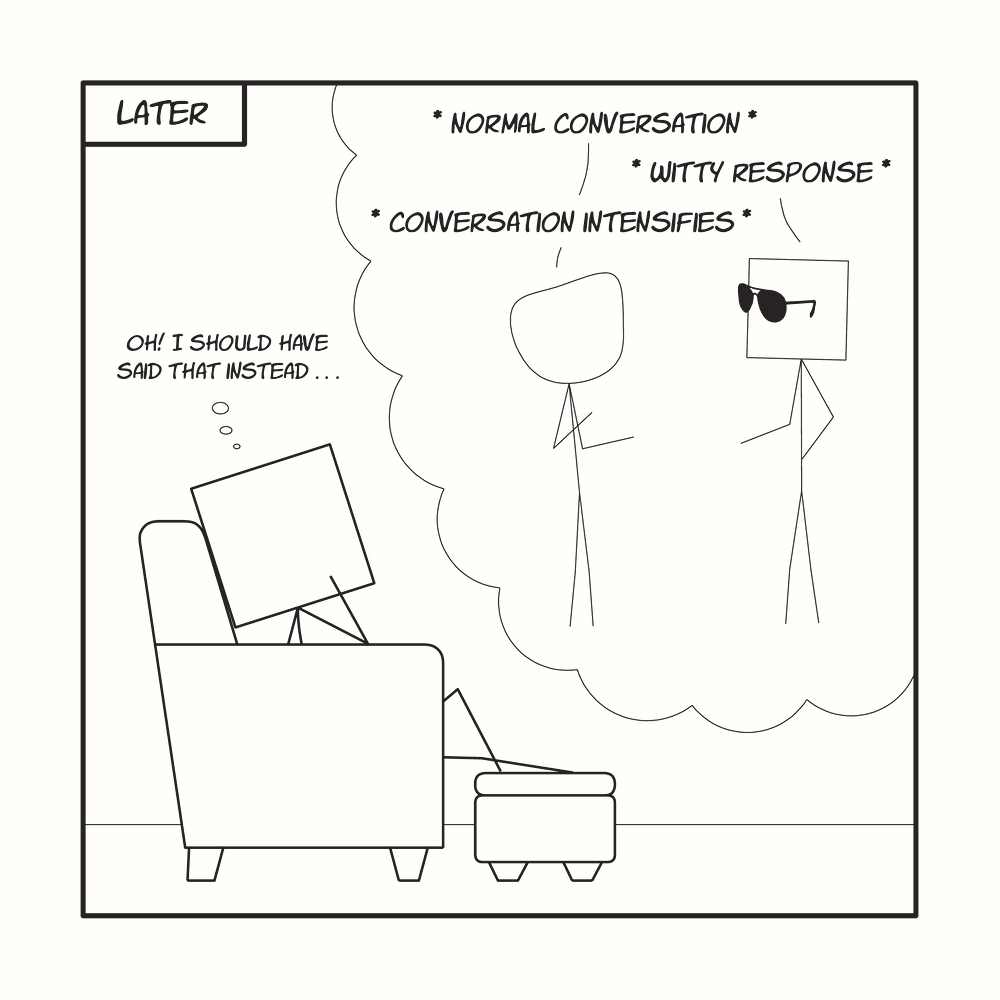 LATER
* NORMAL CONVERSATION *
* WITTY RESPONSE *
* CONVERSATION INTENSIFIES *
OH! I SHOULD HAVE
SAID THAT INSTEAD . . .